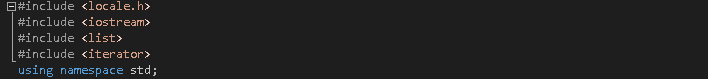 #include <locale.h>
#include <iostream>
#include <list>
#include <iterator>
using namespace std;